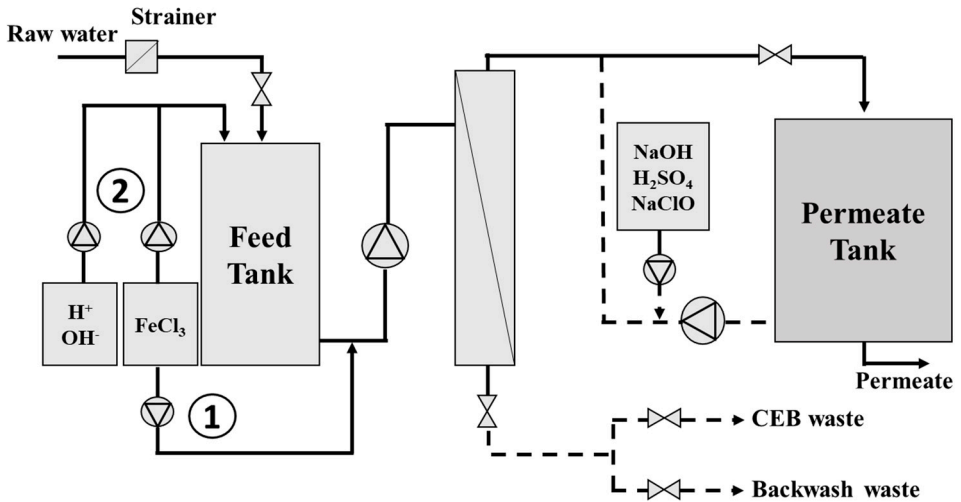 Strainer
Raw water
2
H⁺
OH⁻
FeCl₃
1
Feed
Tank
NaOH
H₂SO₄
NaClO
Permeate
Tank
Permeate
CEB waste
Backwash waste